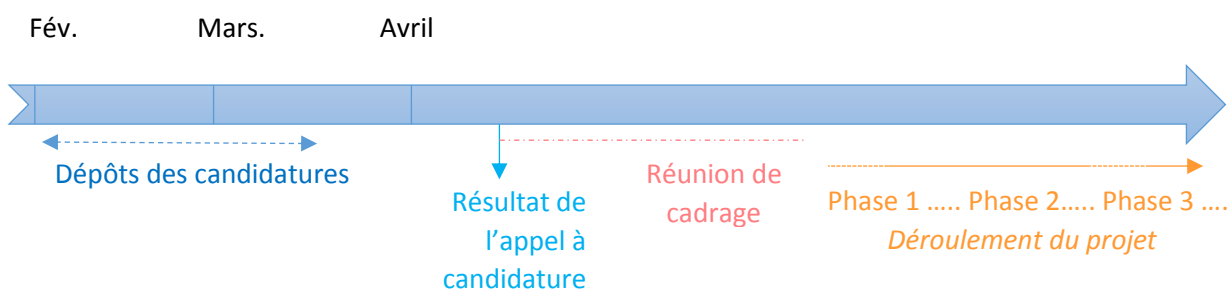 Fév. Mars. Avril
Dépôts des candidatures
Résultat de
l’appel à
candidature
Réunion de
cadrage
Phase 1 ….. Phase 2….. Phase 3 ….
Déroulement du projet